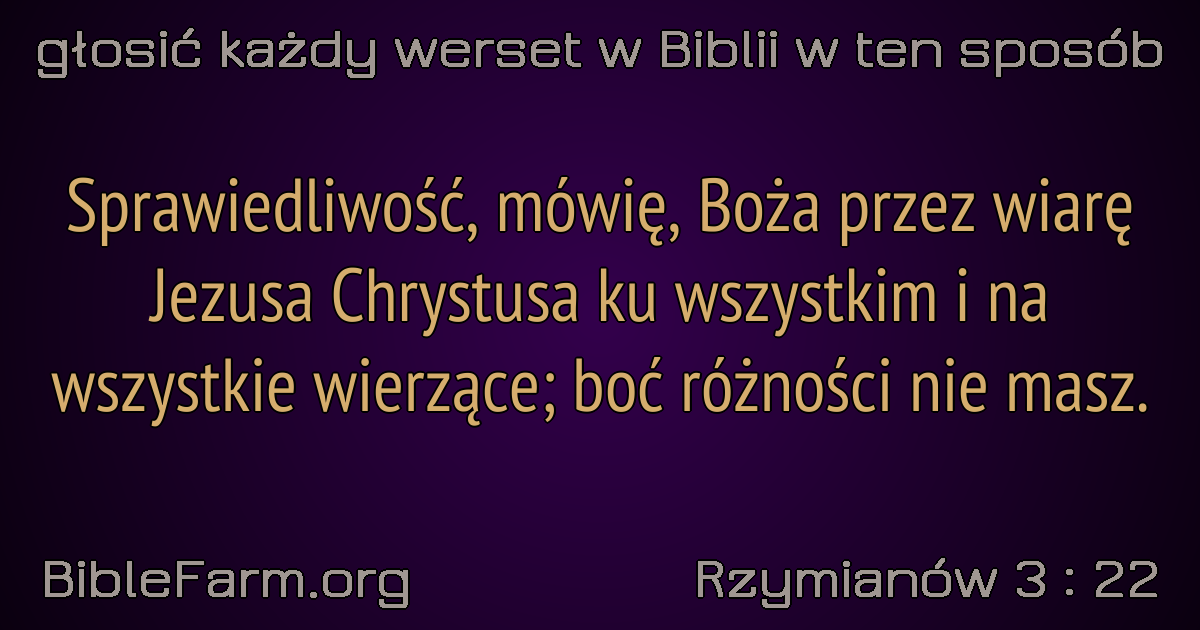 głosić każdy werset w Biblii w ten sposób
Sprawiedliwość, mówię, Boża przez wiarę
Jezusa Chrystusa ku wszystkim i na
wszystkie wierzące; boć różności nie masz.
BibleFarm.org
Rzymianów 3 : 22